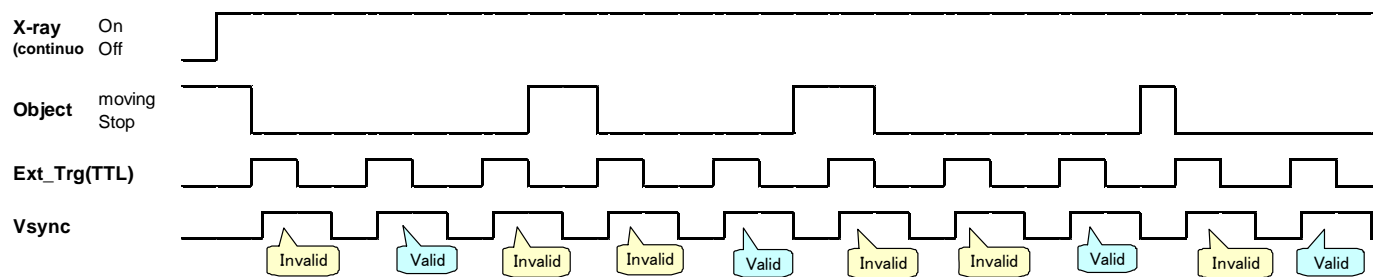 X-ray On
(continuo Off
Object moving
Stop
Ext_Trg(TTL)
Vsync
Invalid Valid Invalid Invalid Valid Invalid Invalid Valid Invalid Valid